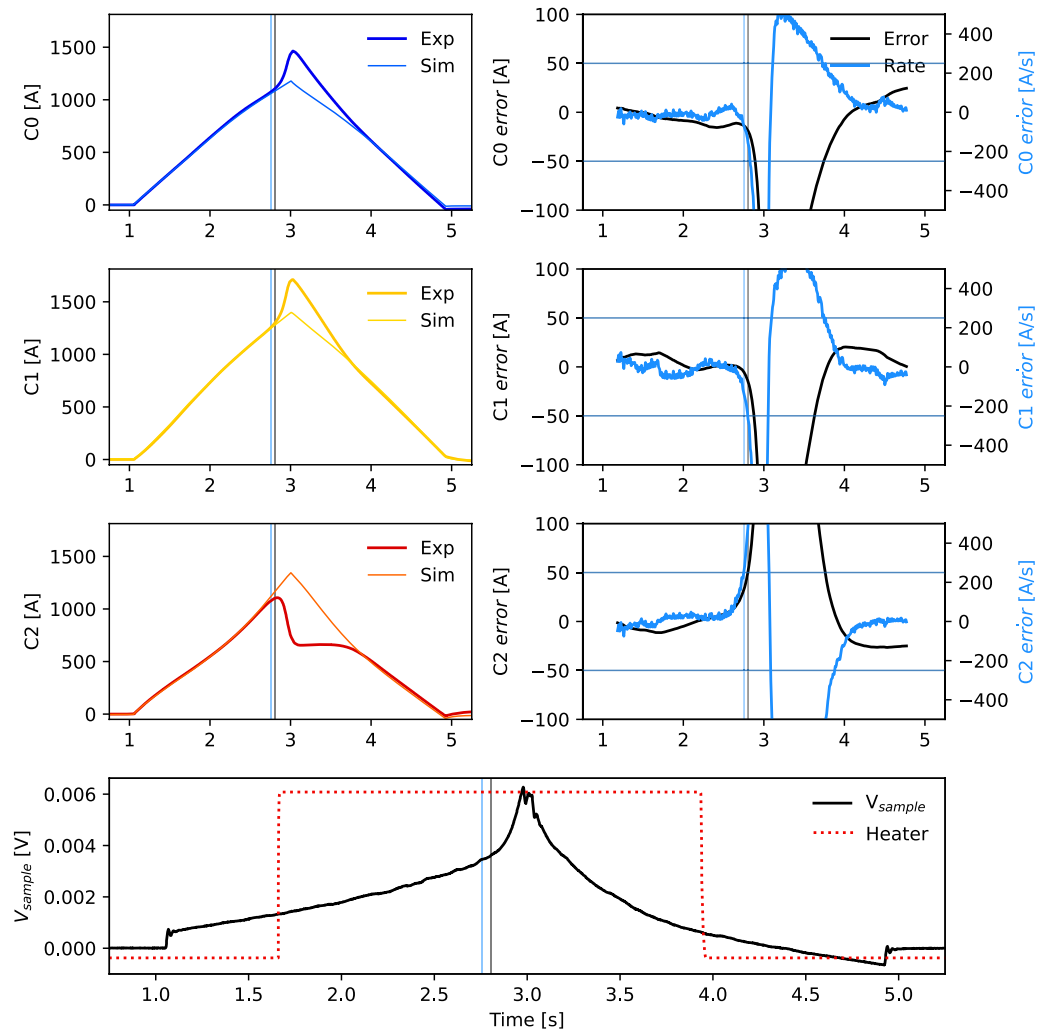 C0 [A]
1500
1000
500
0
Exp
Sim
1 2 3 4 5
C0 error [A]
100
50
0
−50
−100
Error
Rate
400
200
0
−200
−400
C0 error [A/s]
1 2 3 4 5
C1 [A]
1500
1000
500
0
Exp
Sim
1 2 3 4 5
C1 error [A]
100
50
0
−50
−100
400
200
0
−200
−400
C1 error [A/s]
1 2 3 4 5
C2 [A]
1500
1000
500
0
Exp
Sim
1 2 3 4 5
C2 error [A]
100
50
0
−50
−100
400
200
0
−200
−400
C2 error [A/s]
1 2 3 4 5
Vsample [V]
0.006
0.004
0.002
0.000
Vsample
Heater
1.0 1.5 2.0 2.5 3.0 3.5 4.0 4.5 5.0
Time [s]